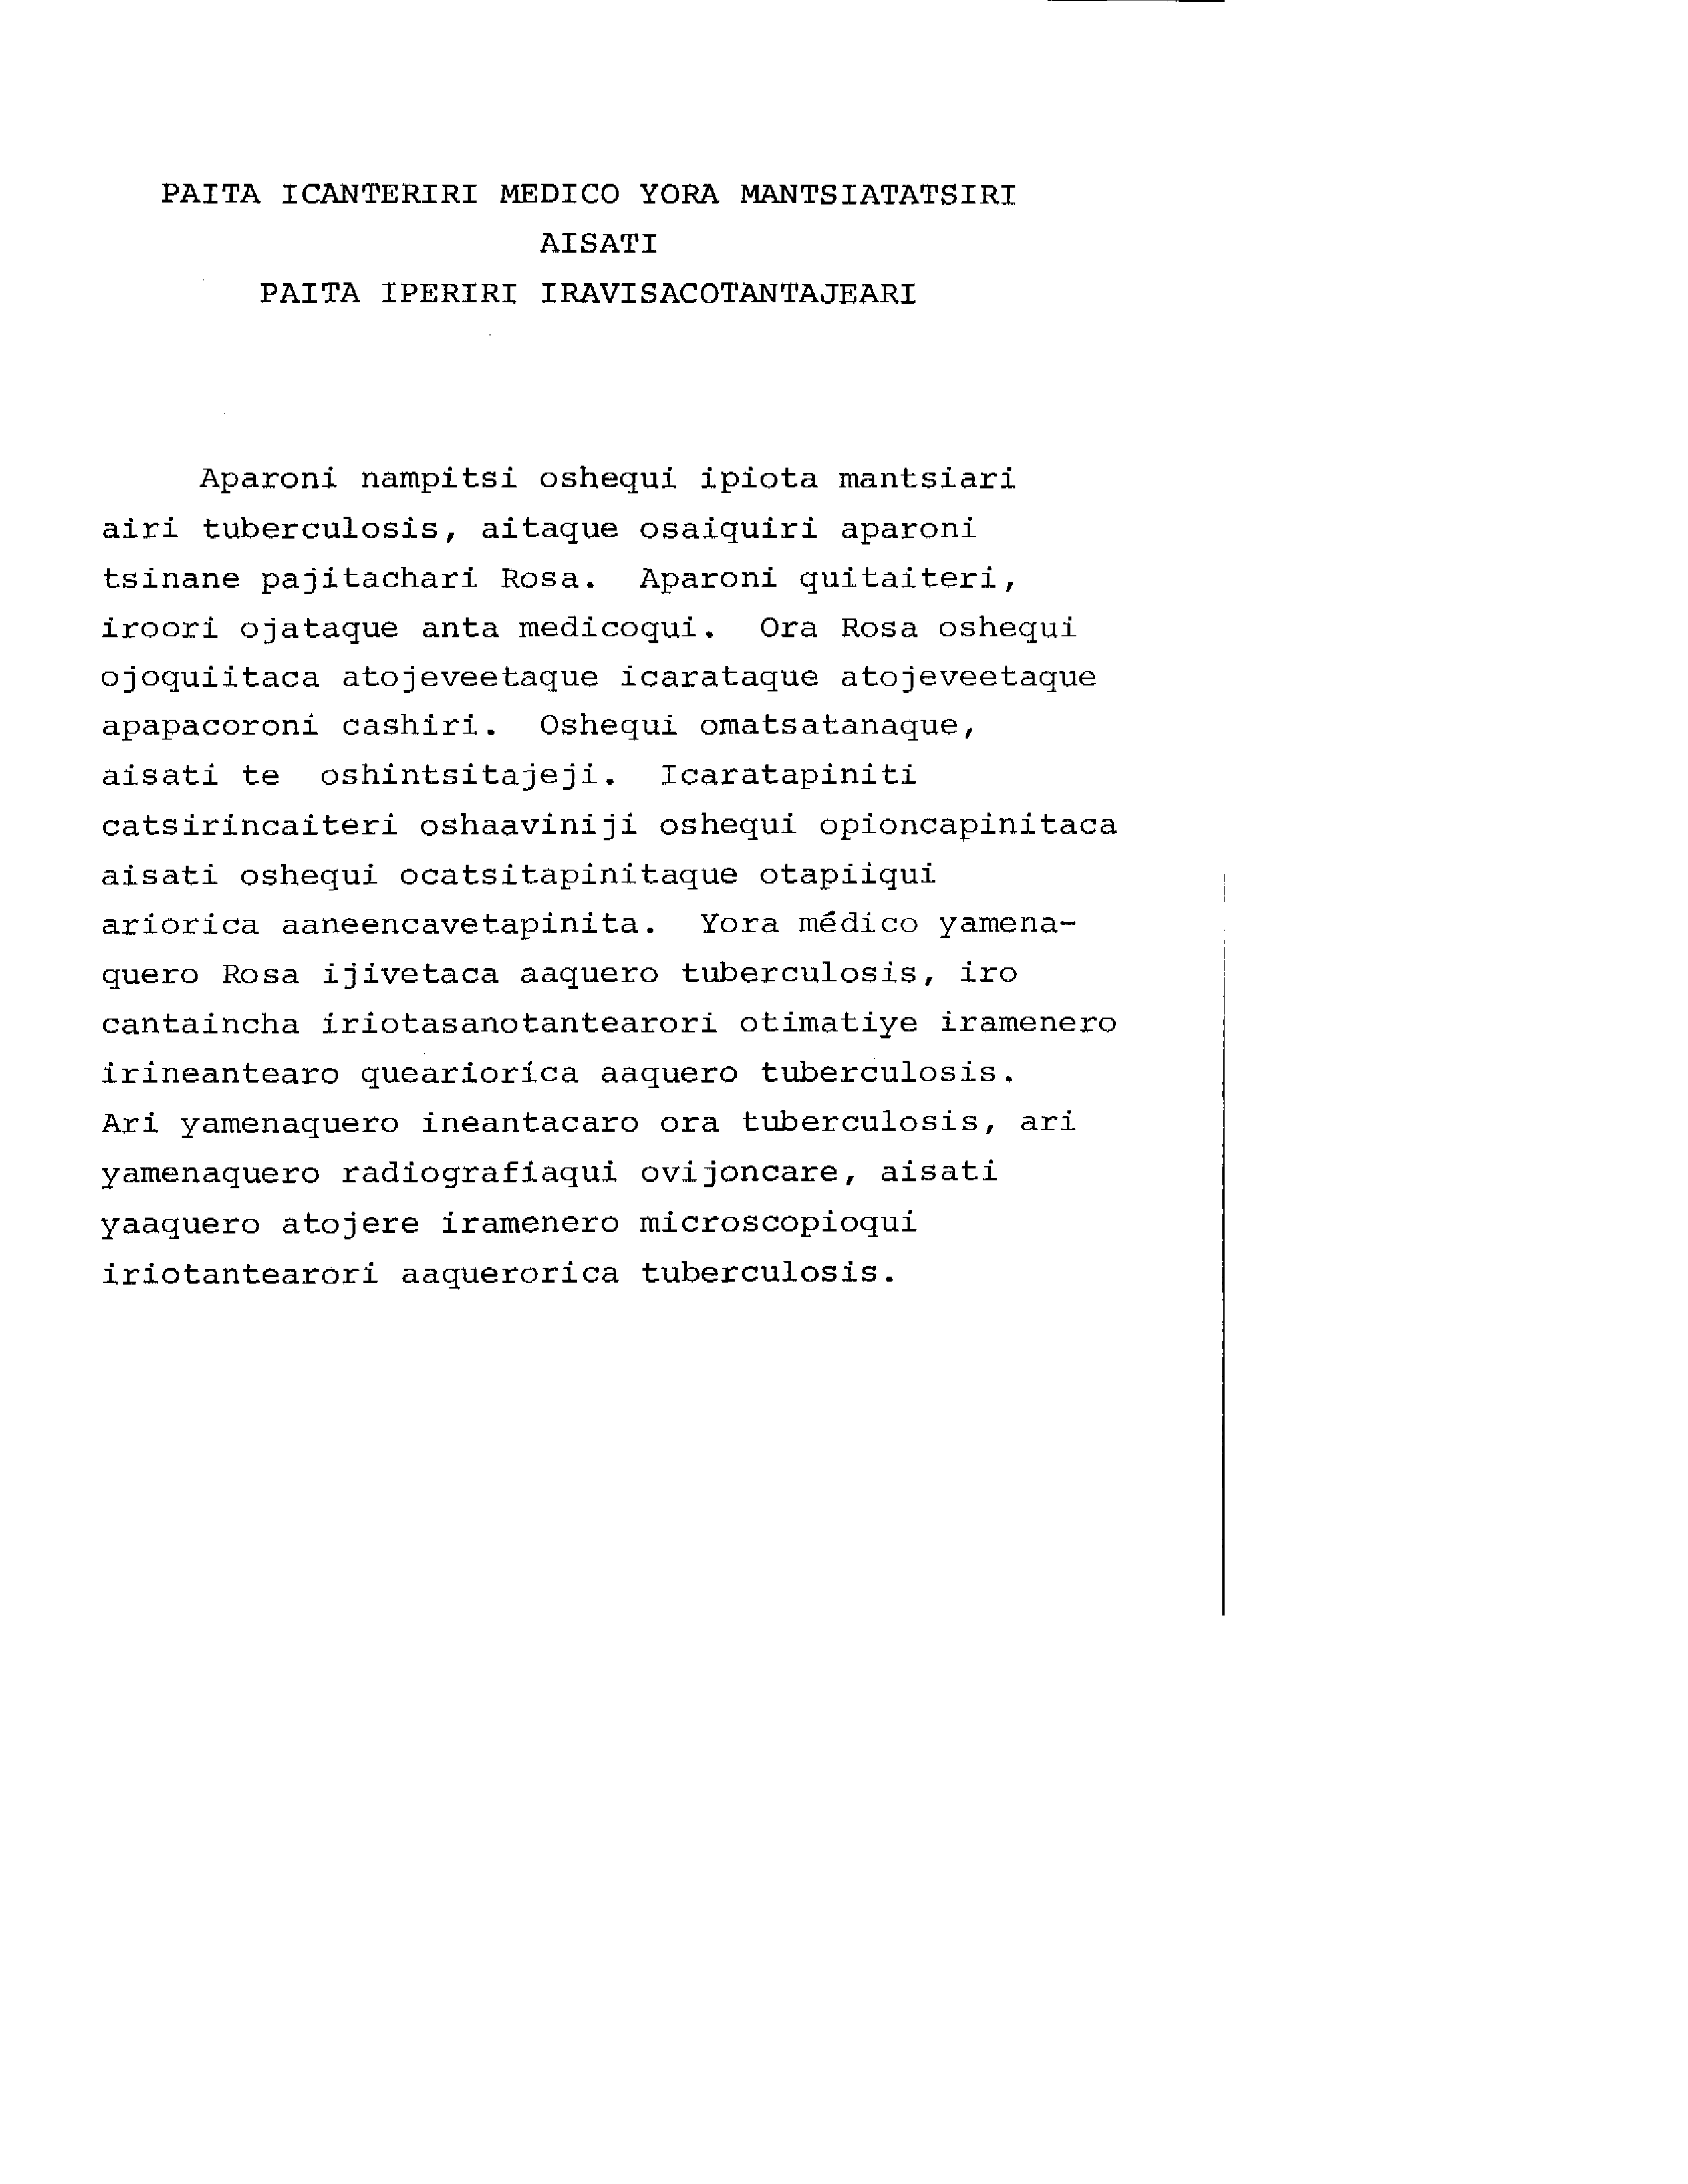 PAITA ICANTERIRI MEDICO YORA MANTSIATATSIRI
AISATI
PAITA IPERIRI IRAVISACOTANTAJEARI
Aparoni nampitsi oshequi ipiota mantsiari
airi tuberculosis, aitaque osaiquiri aparoni
tsinane pajitachari Rosa. Aparoni quitaiteri,
iroori ojataque anta medicoqui. Ora Rosa oshequi
ojoquiitaca atojeveetaque icarataque atojeveetaque
apapacoroni cashiri. Oshequi omatsatanaque,
aisati te oshintsitajeji. Icaratapiniti
catsirincaiteri oshaaviniji oshequi opioncapinitaca
aisati oshequi ocatsitapinitaque otapiiqui
ariorica aaneencavetapinita. Yora médico yamena-
quero Rosa ijivetaca aaquero tuberculosis, iro
cantaincha iriotasanotantearori otimatiye iramenero
irineantearo queariorica aaquero tuberculosis.
Ari yamenaquero ineantacaro ora tuberculosis, ari
yamenaquero radiografíaqui ovijoncare, aisati
yaaquero atojere iramenero microscopioqui
iriotantearori aaquerorica tuberculosis.